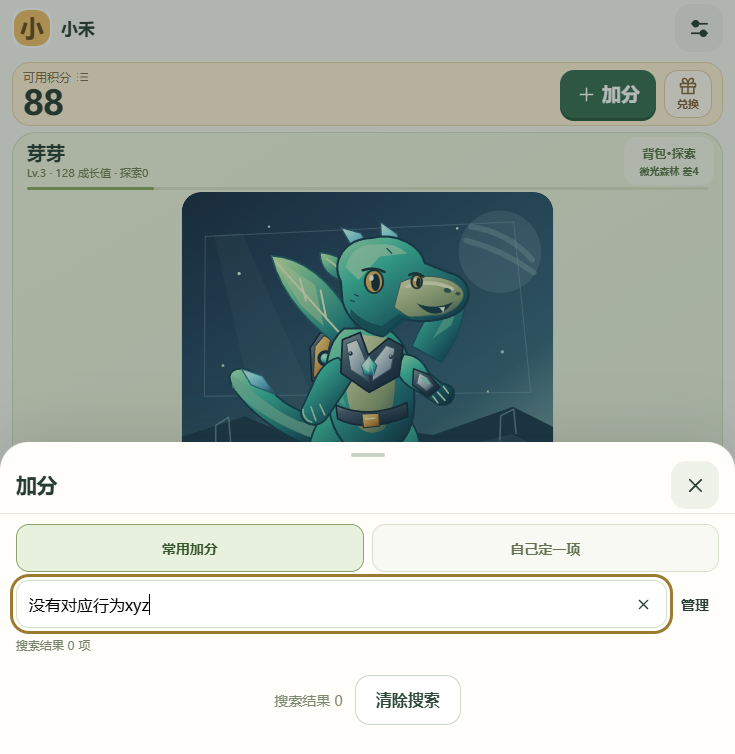 小 小禾
可用积分
88
+ 加分
兑换
芽芽
Lv.3 · 128 成长值 · 探索0
背包•探索
微光森林 差4
加分
常用加分
自己定一项
没有对应行为xyz
管理
搜索结果 0 项
搜索结果 0
清除搜索